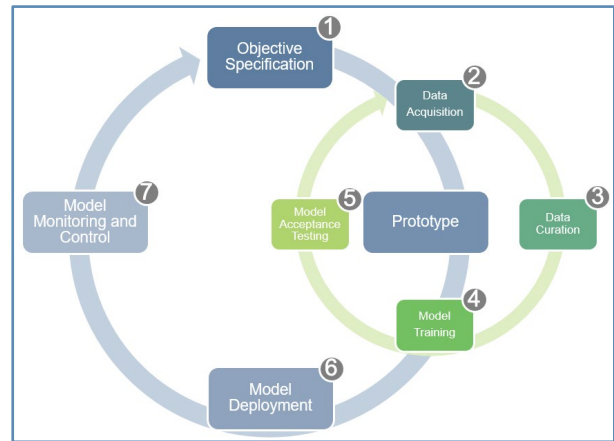 1
Objective
Specification
2
Data
Acquisition
3
Data
Curation
4
Model
Training
5
Model
Acceptance
Testing
Prototype
6
Model
Deployment
7
Model
Monitoring and
Control